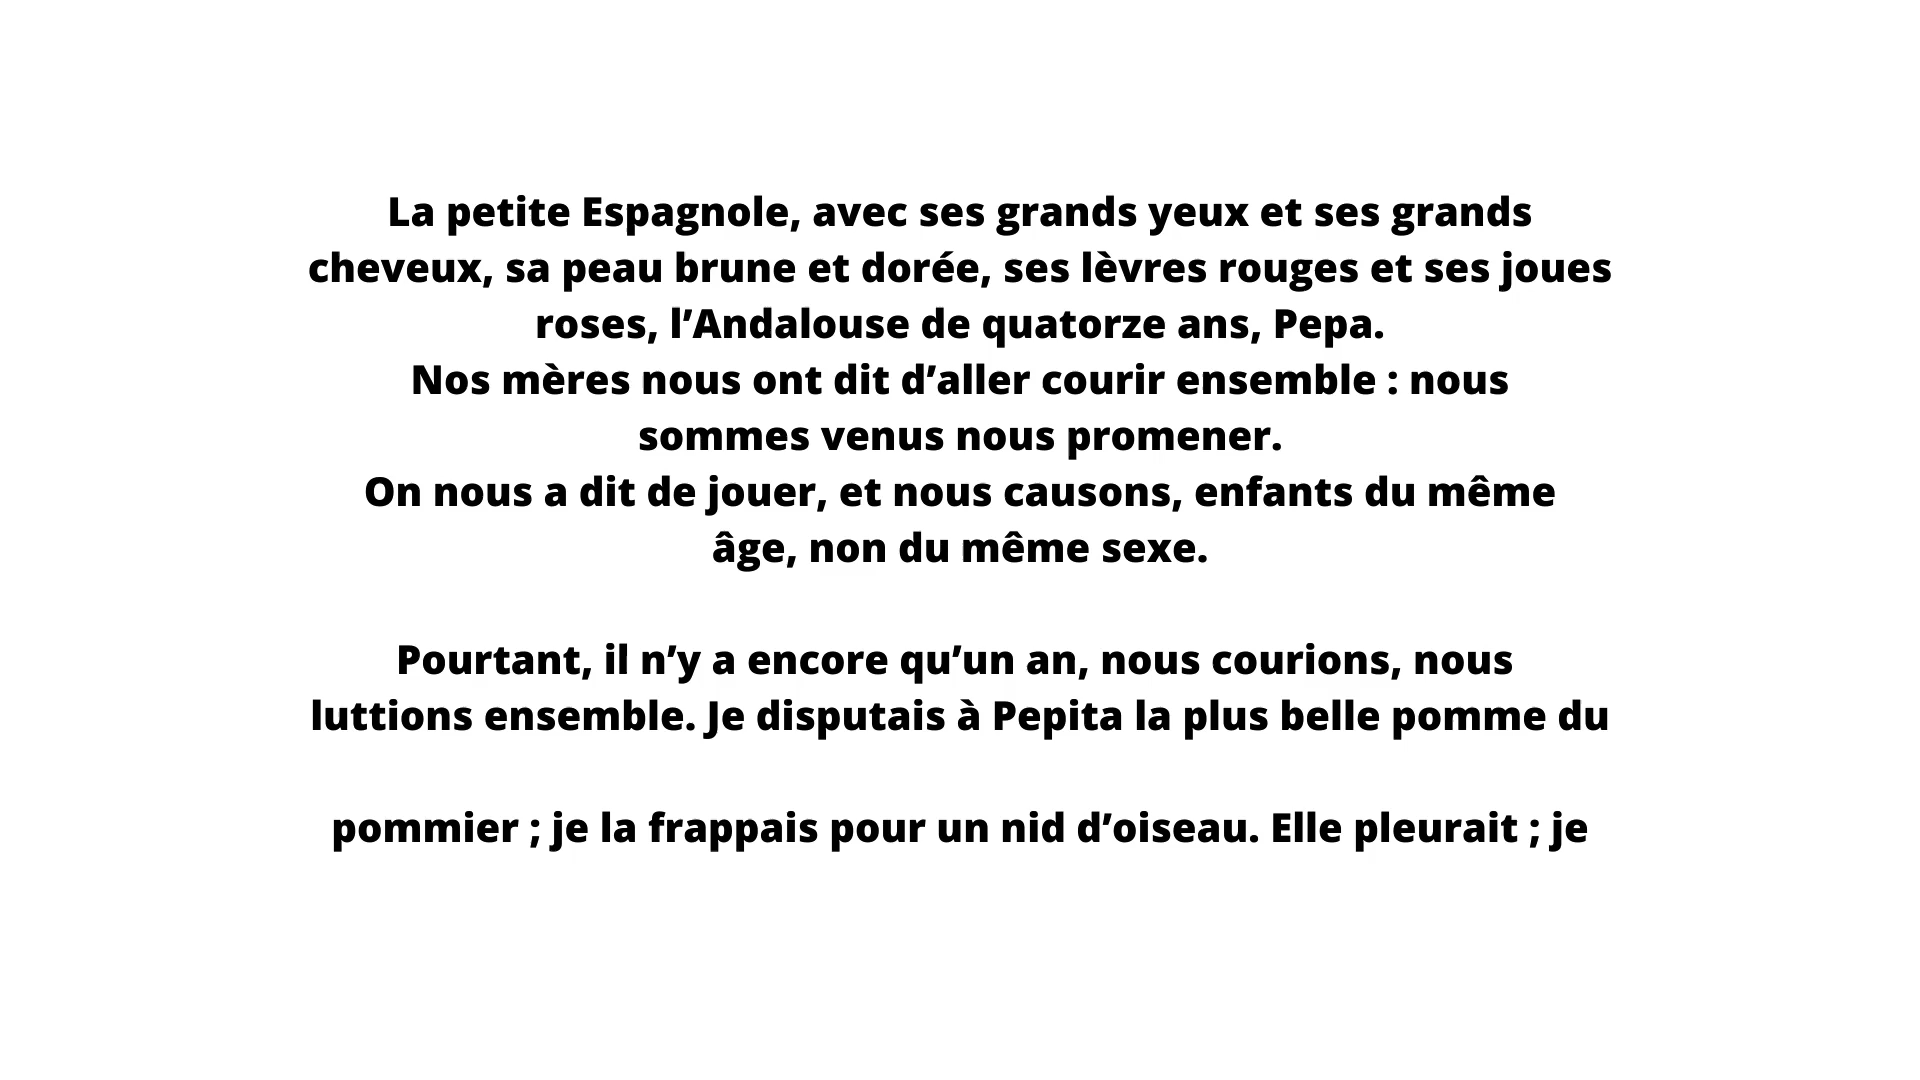 La petite Espagnole, avec ses grands yeux et ses grands
cheveux, sa peau brune et dorée, ses lèvres rouges et ses joues
roses, l’Andalouse de quatorze ans, Pepa.
Nos mères nous ont dit d’aller courir ensemble : nous
sommes venus nous promener.
On nous a dit de jouer, et nous causons, enfants du même
âge, non du même sexe.
Pourtant, il n’y a encore qu’un an, nous courions, nous
luttions ensemble. Je disputais à Pepita la plus belle pomme du
pommier ; je la frappais pour un nid d’oiseau. Elle pleurait ; je